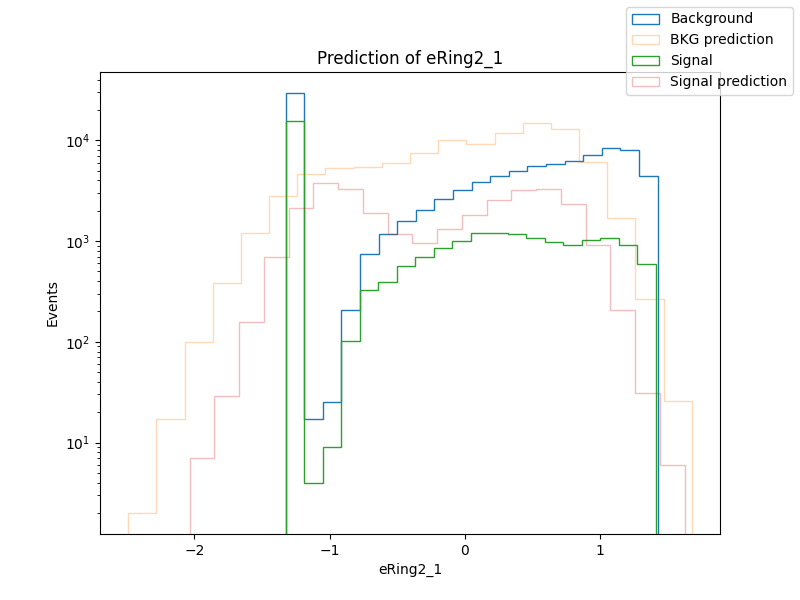 Prediction of eRing2_1
Background
BKG prediction
Signal
Signal prediction
Events
10^4
10^3
10^2
10^1
−2
−1
0
1
eRing2_1